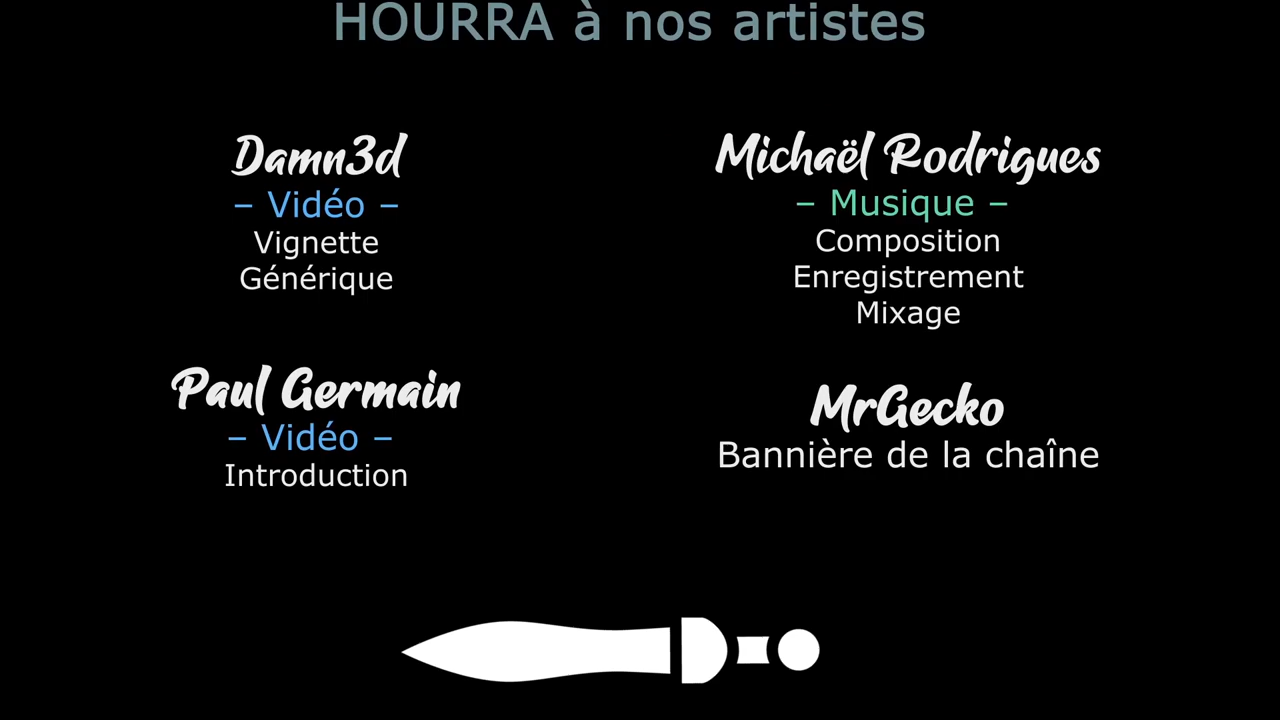 HOURRA à nos artistes
Damn3d
– Vidéo –
Vignette
Générique
Michaël Rodrigues
– Musique –
Composition
Enregistrement
Mixage
Paul Germain
– Vidéo –
Introduction
MrGecko
Bannière de la chaîne